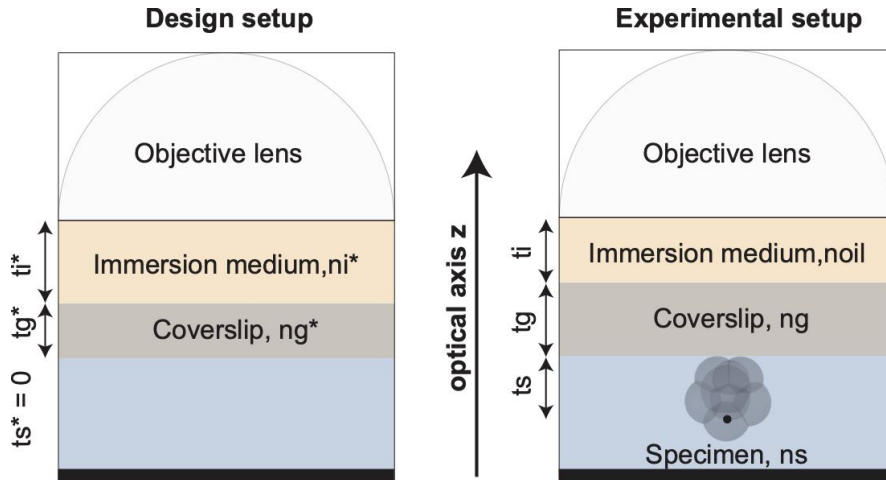 Design setup
Objective lens
ti*
Immersion medium,ni*
tg*
Coverslip, ng*
ts* = 0
optical axis z
Experimental setup
Objective lens
ti
Immersion medium,noil
tg
Coverslip, ng
ts
Specimen, ns